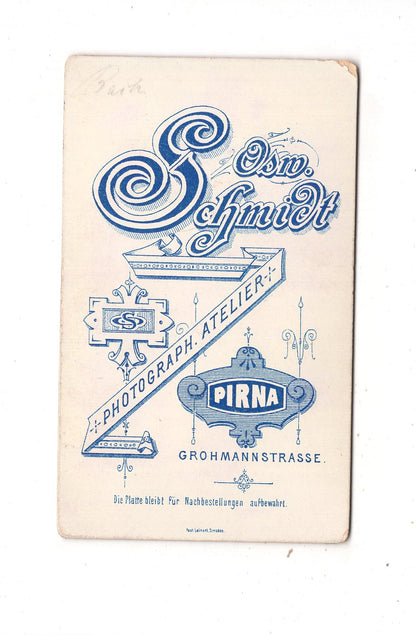 Osw.
Schmidt
PHOTOGRAPH. ATELIER
PIRNA
GROHMANNSTRASSE.
Die Platte bleibt für Nachbestellungen aufbewahrt.